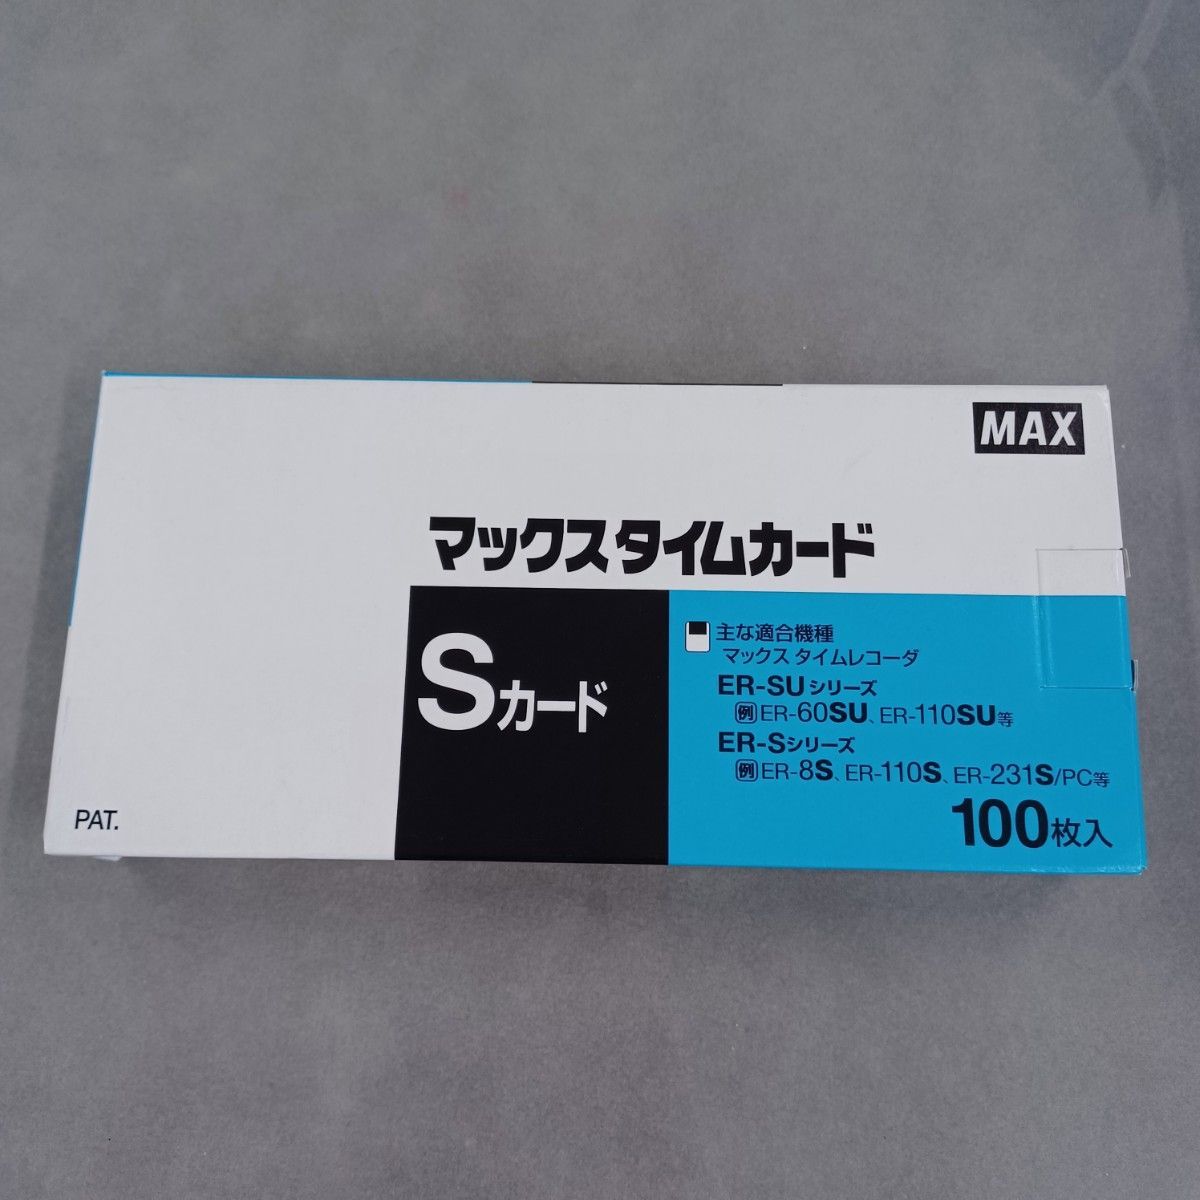 MAX
マックスタイムカード
Sカード
主な適合機種
マックス タイムレコーダ
ER-SUシリーズ
例 ER-60SU、ER-110SU等
ER-Sシリーズ
例 ER-8S、ER-110S、ER-231S/PC等
100枚入
PAT.